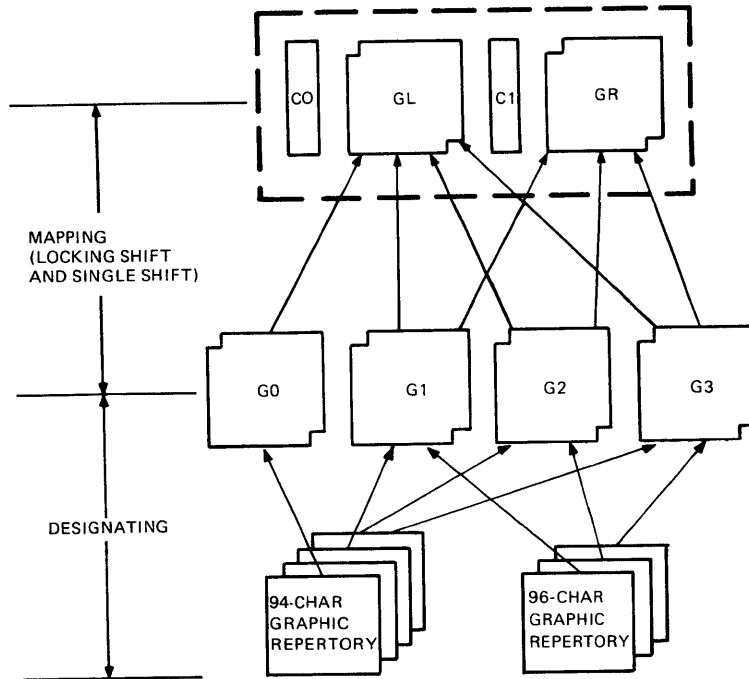 C0
GL
C1
GR
MAPPING
(LOCKING SHIFT
AND SINGLE SHIFT)
G0
G1
G2
G3
DESIGNATING
94-CHAR
GRAPHIC
REPERTORY
96-CHAR
GRAPHIC
REPERTORY